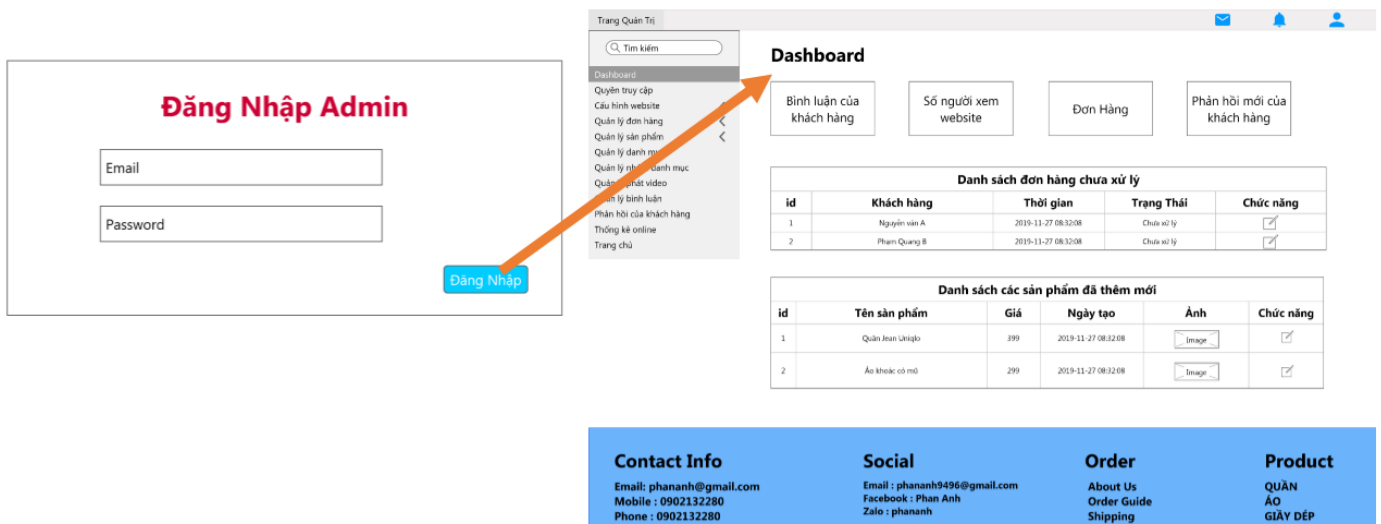 Đăng Nhập Admin
Email
Password
Đăng Nhập
Trang Quản Trị
Tìm kiếm
Dashboard
Quyền truy cập
Cấu hình website
Quản lý đơn hàng
Quản lý sản phẩm
Quản lý danh mục
Quản lý danh mục
Quản phát video
lý bình luận
Phản hồi của khách hàng
Thống kê online
Trang chủ
Dashboard
Bình luận của
khách hàng
Số người xem
website
Đơn Hàng
Phản hồi mới của
khách hàng
Danh sách đơn hàng chưa xử lý
id Khách hàng Thời gian Trạng Thái Chức năng
1 Nguyễn văn A 2019-11-27 08:32:08 Chưa xử lý
2 Phạm Quang B 2019-11-27 08:32:08 Chưa xử lý
Danh sách các sản phẩm đã thêm mới
id Tên sản phẩm Giá Ngày tạo Ảnh Chức năng
1 Quần Jean Uniqlo 399 2019-11-27 08:32:08 Image
2 Áo khoác có mũ 299 2019-11-27 08:32:08 Image
Contact Info
Email: phananh@gmail.com
Mobile : 0902132280
Phone : 0902132280
Social
Email : phananh9496@gmail.com
Facebook : Phan Anh
Zalo : phananh
Order
About Us
Order Guide
Shipping
Product
QUẦN
ÁO
GIẦY DÉP